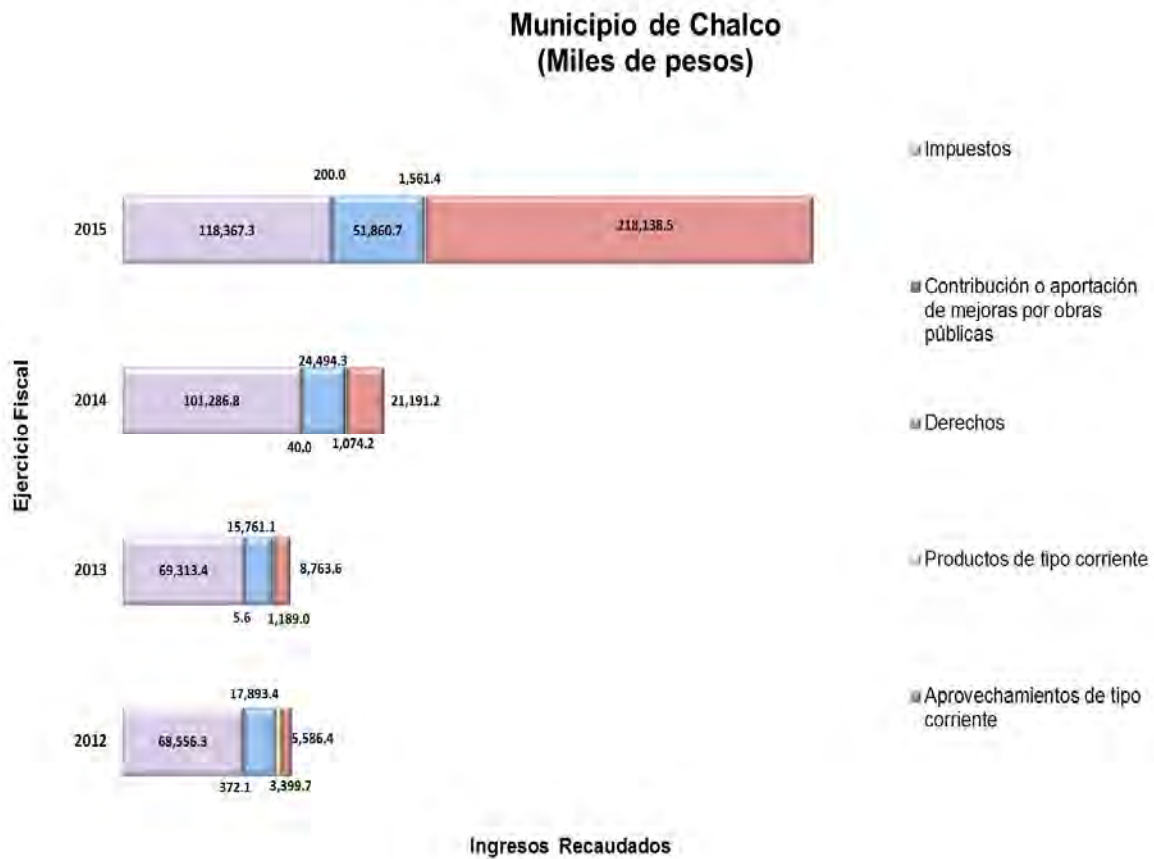 Municipio de Chalco
(Miles de pesos)
Impuestos
200.0 1,561.4
2015 118,367.3 51,860.7 218,138.5
Contribución o aportación
de mejoras por obras
públicas
24,494.3
2014 101,286.8 21,191.2
40.0 1,074.2
Derechos
Ejercicio Fiscal
15,761.1
2013 69,313.4 8,763.6
5.6 1,189.0
Productos de tipo corriente
17,893.4
2012 68,556.3 5,586.4
372.1 3,399.7
Aprovechamientos de tipo
corriente
Ingresos Recaudados